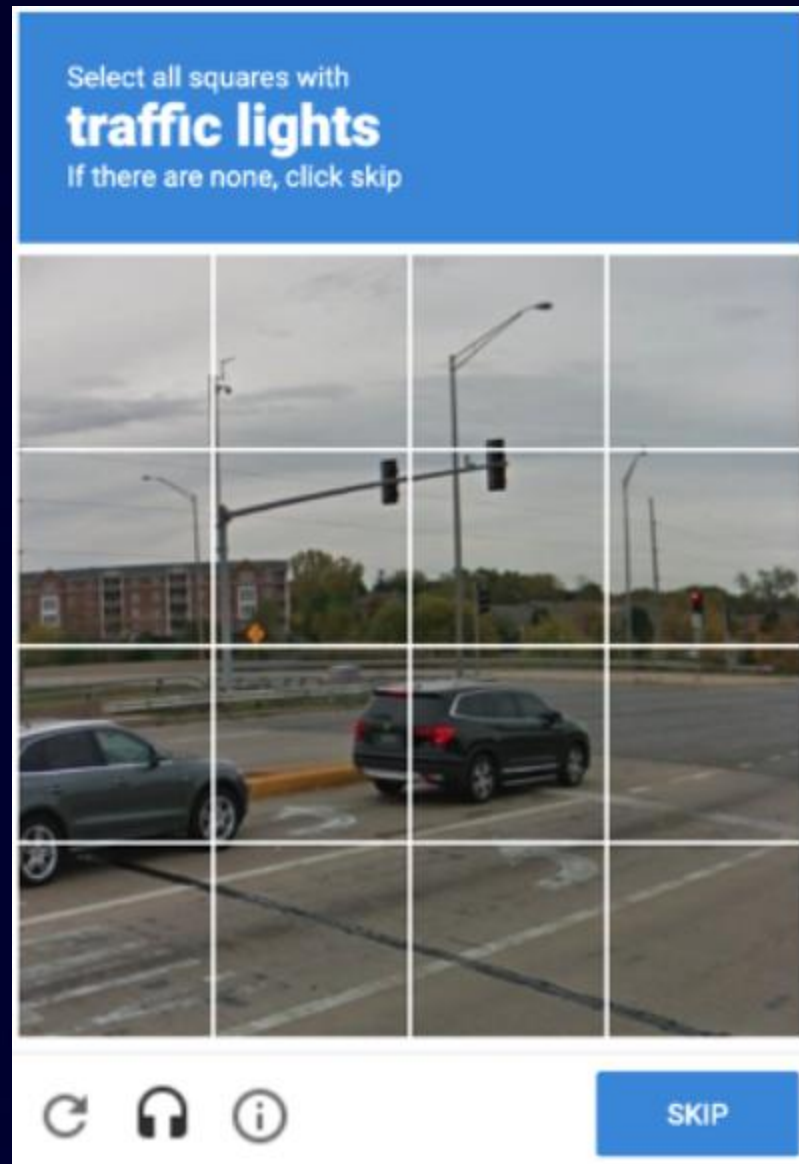 Select all squares with
traffic lights
If there are none, click skip
SKIP